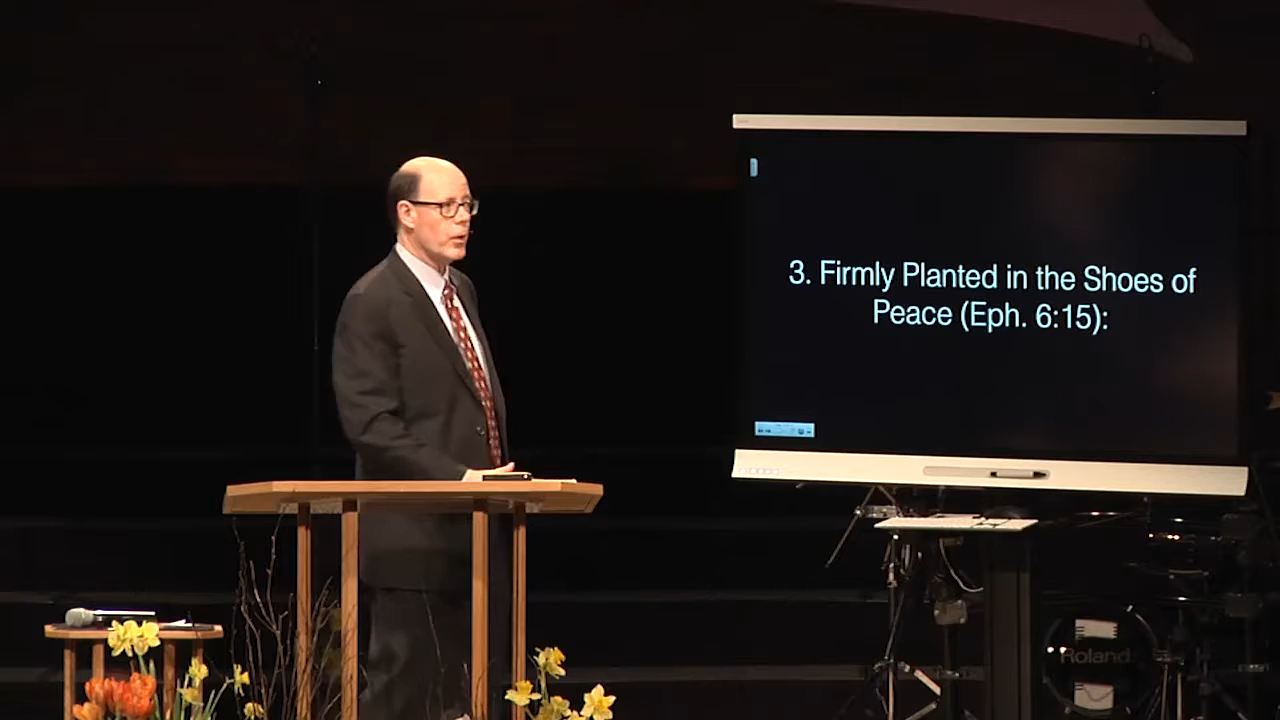 3. Firmly Planted in the Shoes of
Peace (Eph. 6:15):
Roland